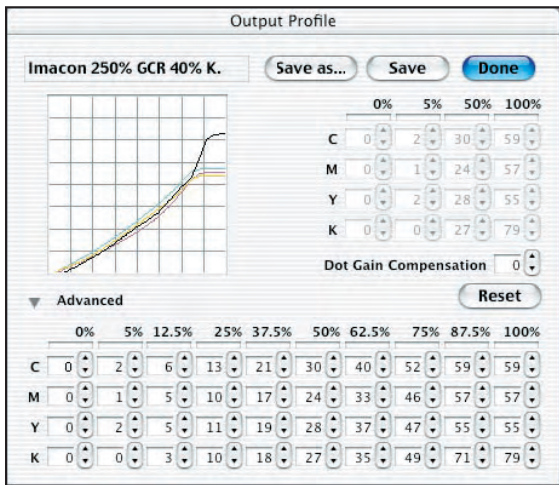 Output Profile
Imacon 250% GCR 40% K. Save as... Save Done
0% 5% 50% 100%
C 0 2 30 59
M 0 1 24 57
Y 0 2 28 55
K 0 0 27 79
Dot Gain Compensation 0
Advanced Reset
0% 5% 12.5% 25% 37.5% 50% 62.5% 75% 87.5% 100%
C 0 2 6 13 21 30 40 52 59 59
M 0 1 5 10 17 24 33 46 57 57
Y 0 2 5 11 19 28 37 47 55 55
K 0 0 3 10 18 27 35 49 71 79